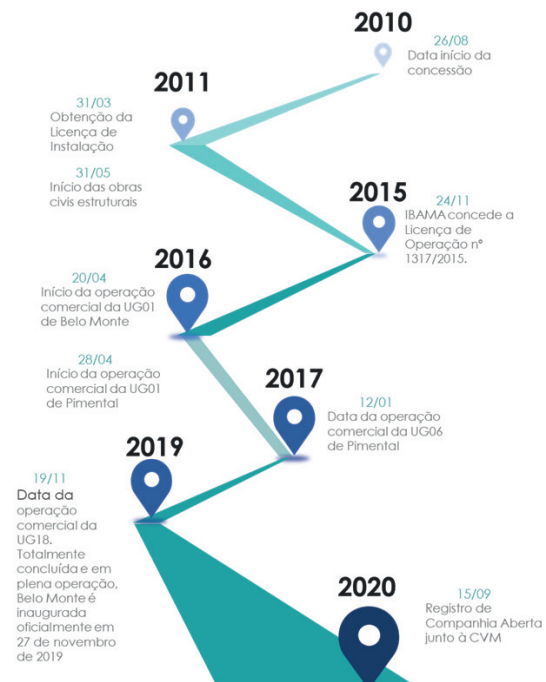 2010
26/08
Data início da
concessão
2011
31/03
Obtenção da
Licença de
Instalação
31/05
Início das obras
civis estruturais
2015
24/11
IBAMA concede a
Licença de
Operação nº
1317/2015.
2016
20/04
Início da operação
comercial da UG01
de Belo Monte
28/04
Início da operação
comercial da UG01
de Pimental
2017
12/01
Data da operação
comercial da UG06
de Pimental
2019
19/11
Data da
operação
comercial da
UG18.
Totalmente
concluída e em
plena operação,
Belo Monte é
inaugurada
oficialmente em
27 de novembro
de 2019
2020
15/09
Registro de
Companhia Aberta
junto à CVM